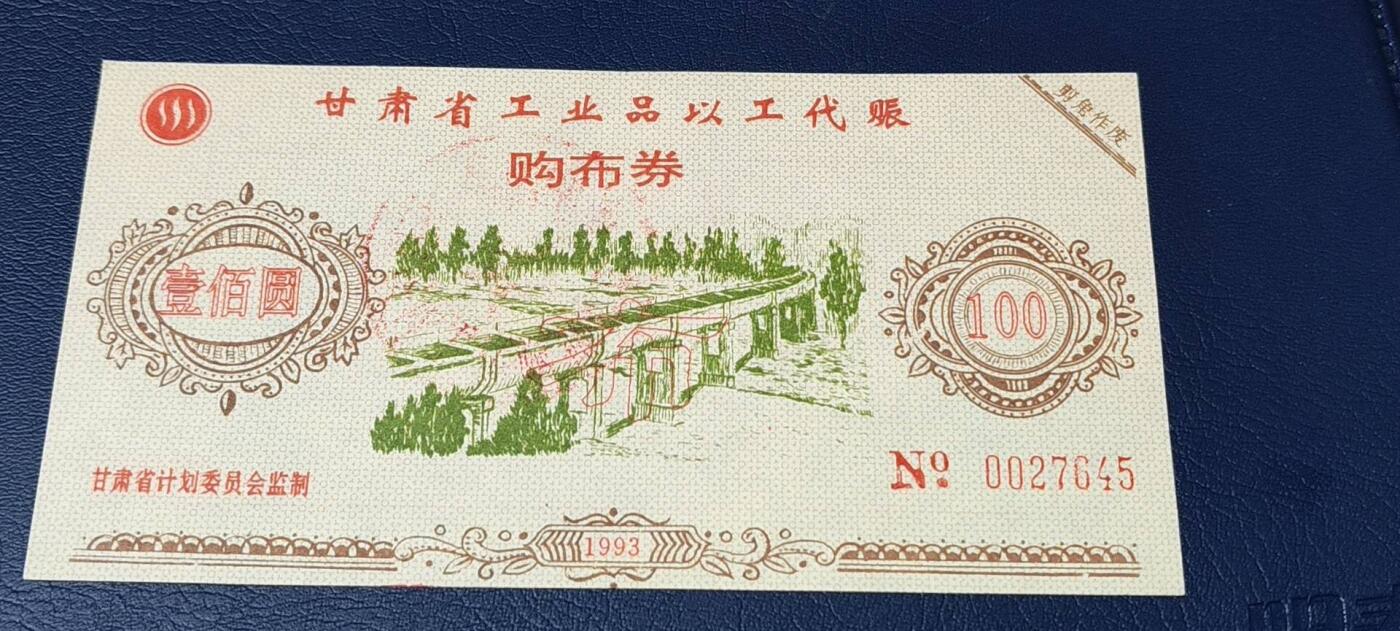 甘肃省工业品以工代赈
购布券
剪角作废
壹佰圆
100
甘肃省计划委员会监制
No 0027645
1993